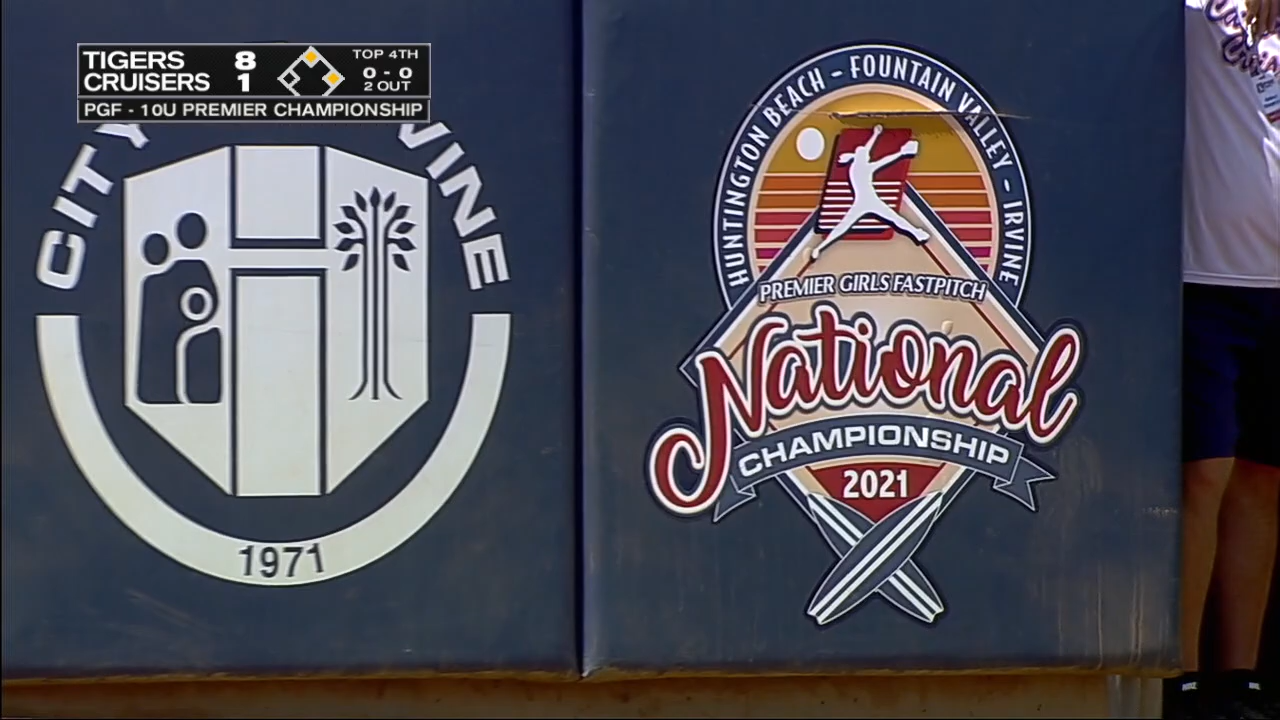 TIGERS 8
CRUISERS 1
TOP 4TH
0 - 0
2 OUT
PGF - 10U PREMIER CHAMPIONSHIP
CITY
VINE
1971
HUNTINGTON BEACH - FOUNTAIN VALLEY - IRVINE
PREMIER GIRLS FASTPITCH
National
CHAMPIONSHIP
2021